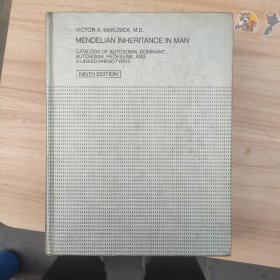 VICTOR A. McKUSICK, M.D.
MENDELIAN INHERITANCE IN MAN
CATALOGS OF AUTOSOMAL DOMINANT,
AUTOSOMAL RECESSIVE, AND
X-LINKED PHENOTYPES
NINTH EDITION